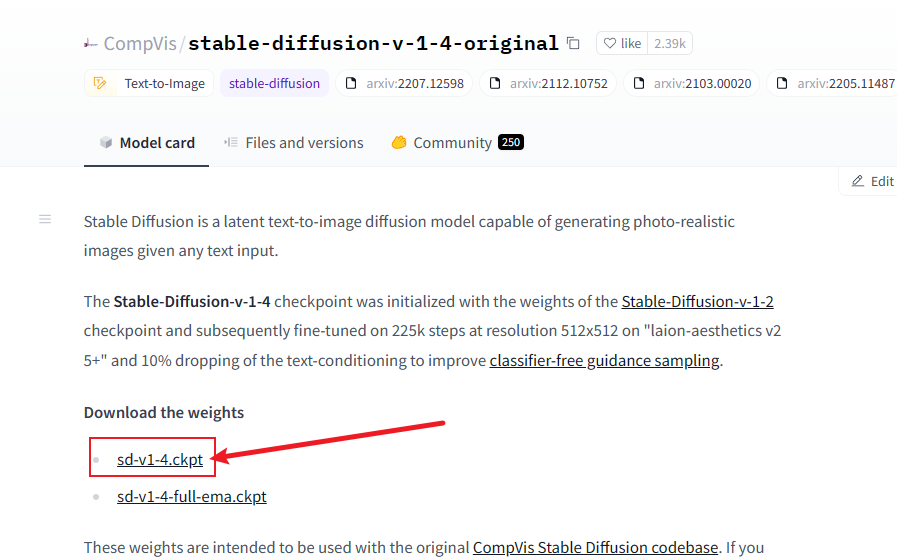 CompVis/stable-diffusion-v-1-4-original like 2.39k
Text-to-Image stable-diffusion arxiv:2207.12598 arxiv:2112.10752 arxiv:2103.00020 arxiv:2205.11487
Model card Files and versions Community 250
Edit
Stable Diffusion is a latent text-to-image diffusion model capable of generating photo-realistic
images given any text input.
The Stable-Diffusion-v-1-4 checkpoint was initialized with the weights of the Stable-Diffusion-v-1-2
checkpoint and subsequently fine-tuned on 225k steps at resolution 512x512 on "laion-aesthetics v2
5+" and 10% dropping of the text-conditioning to improve classifier-free guidance sampling.
Download the weights
sd-v1-4.ckpt
sd-v1-4-full-ema.ckpt
These weights are intended to be used with the original CompVis Stable Diffusion codebase. If you